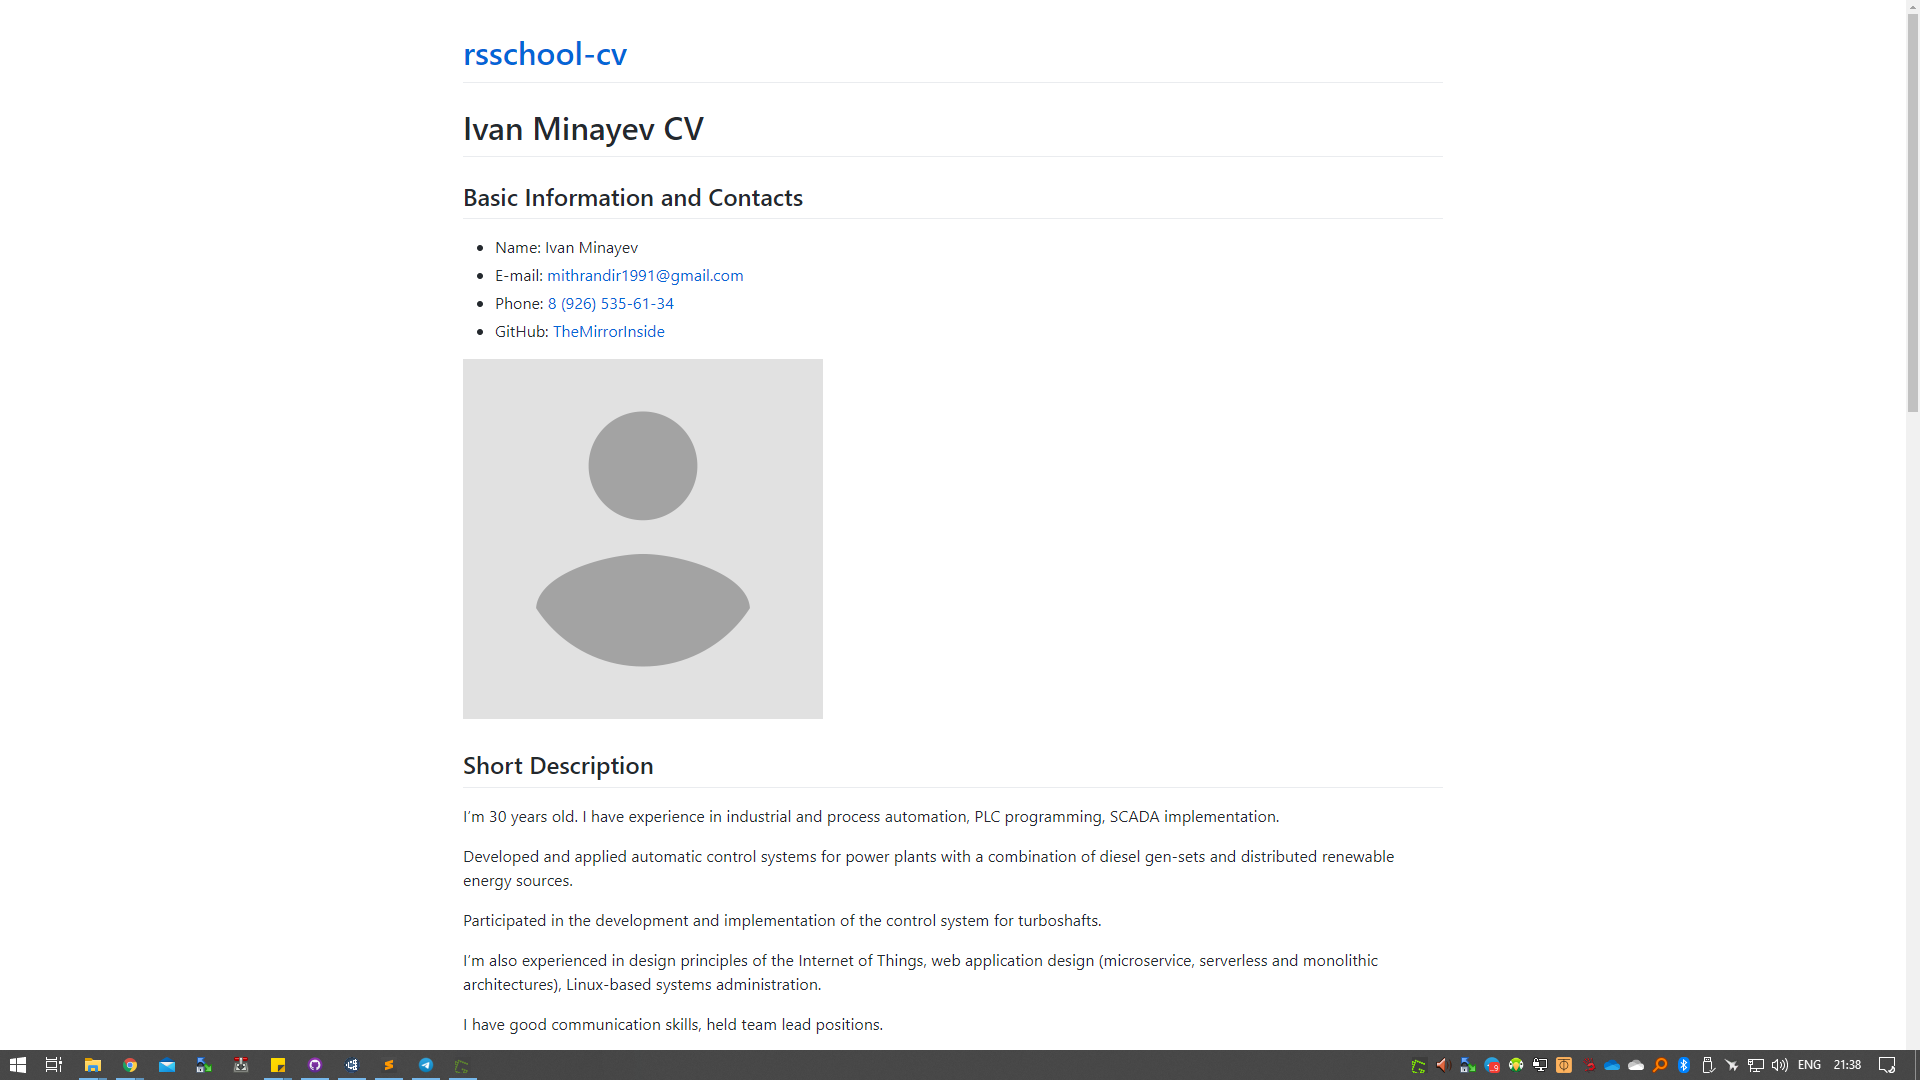 rsschool-cv
Ivan Minayev CV
Basic Information and Contacts
Name: Ivan Minayev
E-mail: mithrandir1991@gmail.com
Phone: 8 (926) 535-61-34
GitHub: TheMirrorInside
Short Description
I'm 30 years old. I have experience in industrial and process automation, PLC programming, SCADA implementation.
Developed and applied automatic control systems for power plants with a combination of diesel gen-sets and distributed renewable
energy sources.
Participated in the development and implementation of the control system for turboshafts.
I'm also experienced in design principles of the Internet of Things, web application design (microservice, serverless and monolithic
architectures), Linux-based systems administration.
I have good communication skills, held team lead positions.
ENG 21:38